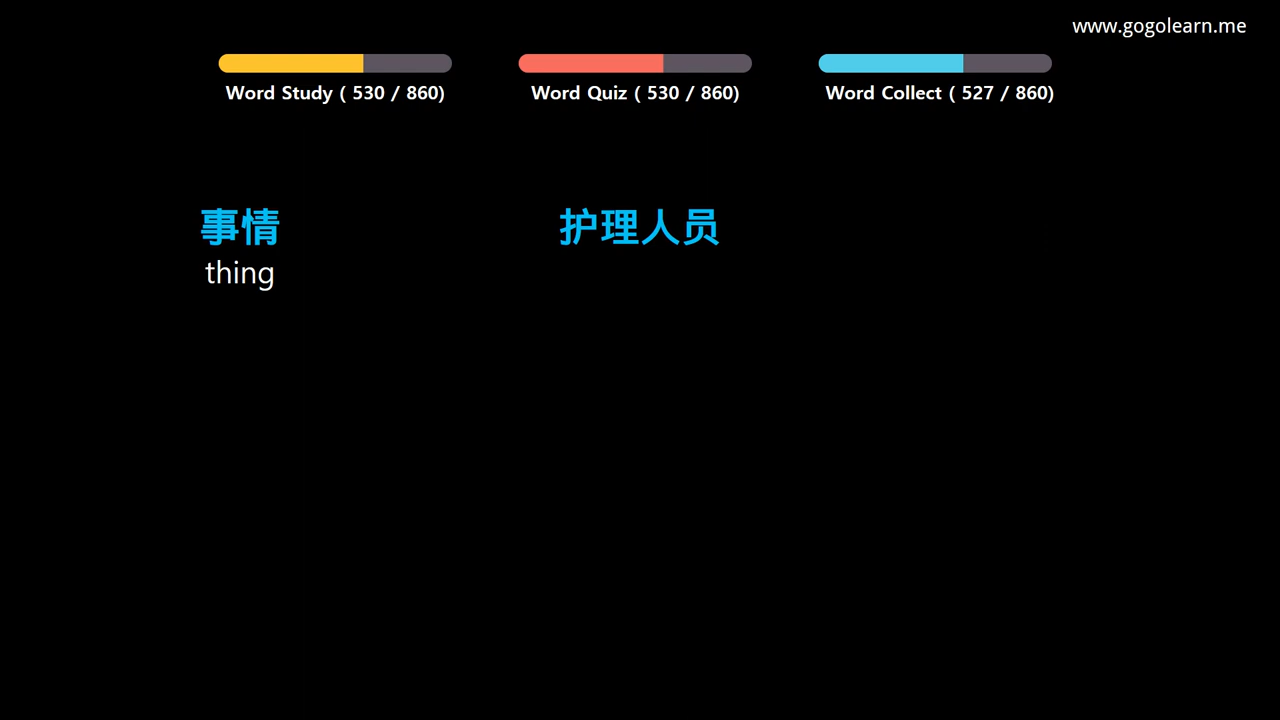 www.gogolearn.me
Word Study ( 530 / 860)
Word Quiz ( 530 / 860)
Word Collect ( 527 / 860)
事情
护理人员
thing